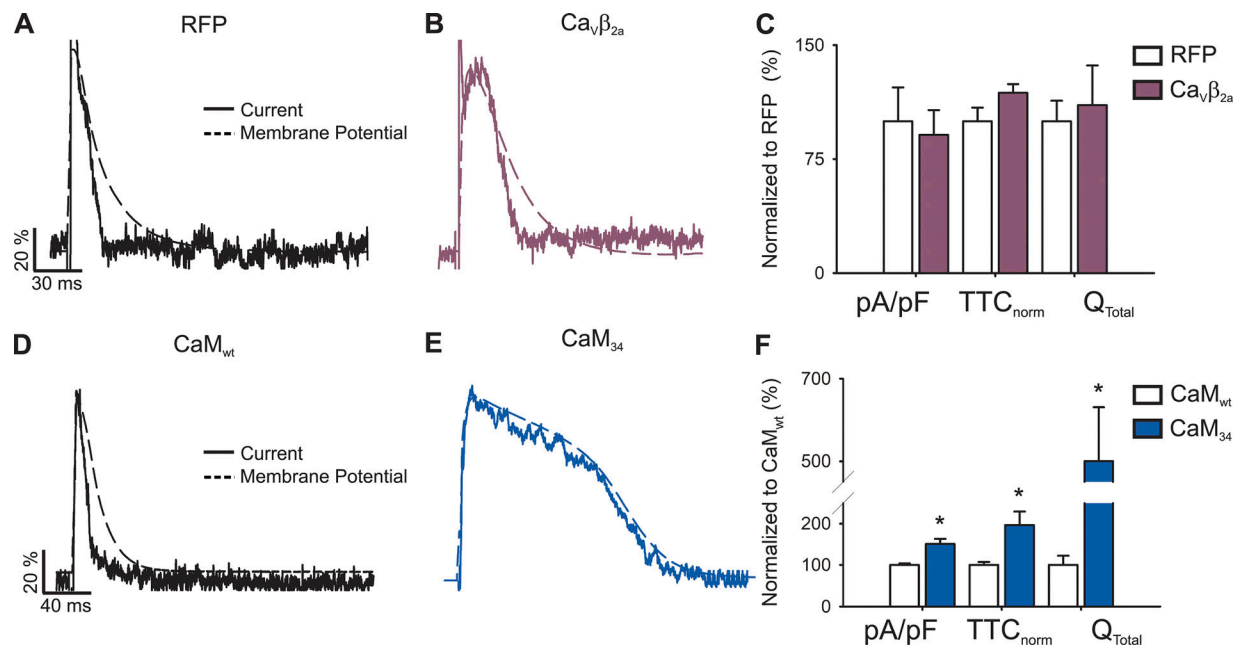 A
RFP
Current
Membrane Potential
20 %
30 ms
B
CaVβ2a
C
Normalized to RFP (%)
150
75
0
pA/pF
TTCnorm
QTotal
RFP
CaVβ2a
D
CaMwt
Current
Membrane Potential
20 %
40 ms
E
CaM34
F
Normalized to CaMwt (%)
700
500
200
100
0
*
*
*
pA/pF
TTCnorm
QTotal
CaMwt
CaM34